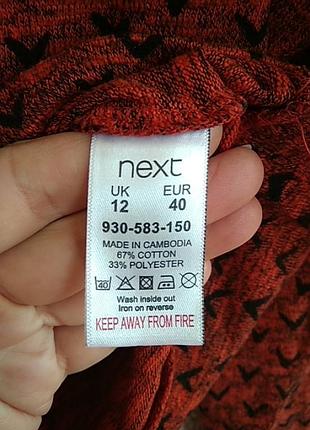 next
UK EUR
12 40
930-583-150
MADE IN CAMBODIA
67% COTTON
33% POLYESTER
40
Wash inside out
Iron on reverse
KEEP AWAY FROM FIRE